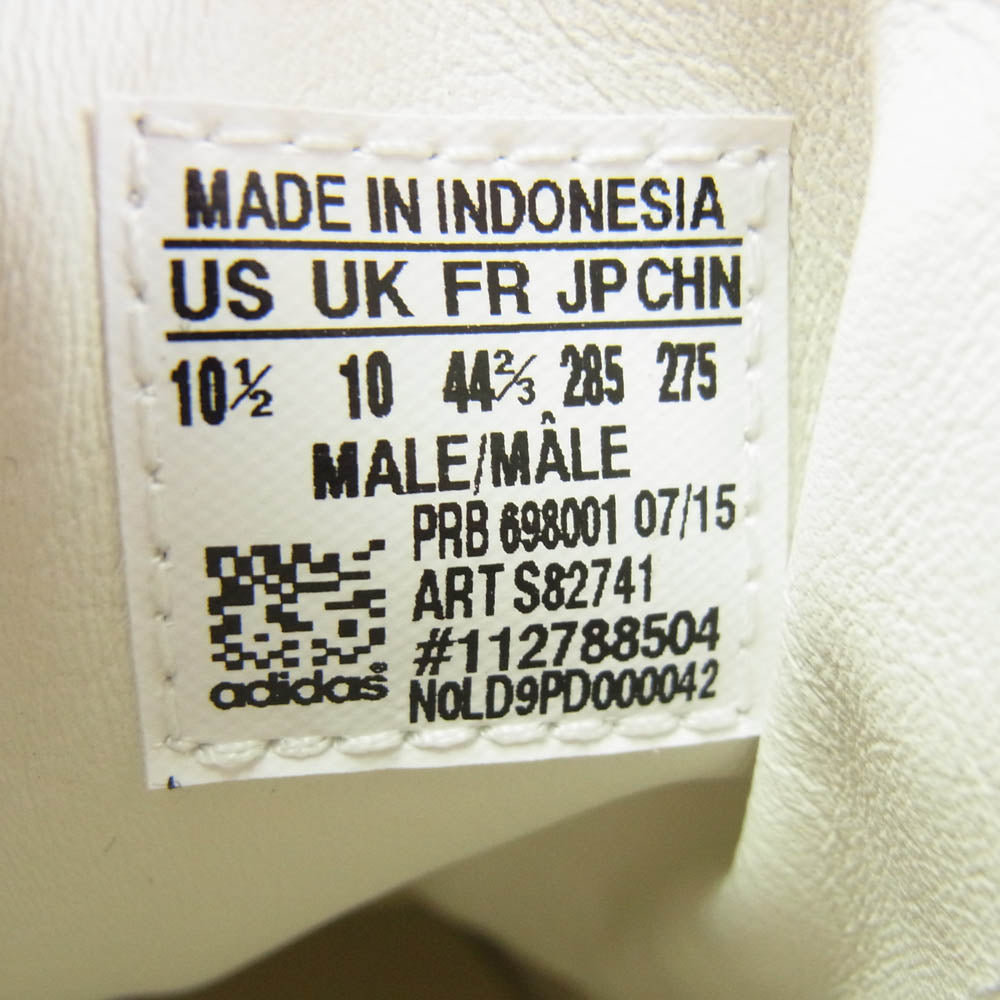 MADE IN INDONESIA
US UK FR JP CHN
10½ 10 44⅔ 285 275
MALE/MÂLE
PRB 698001 07/15
ART S82741
#112788504
adidas® NoLD9PD000042